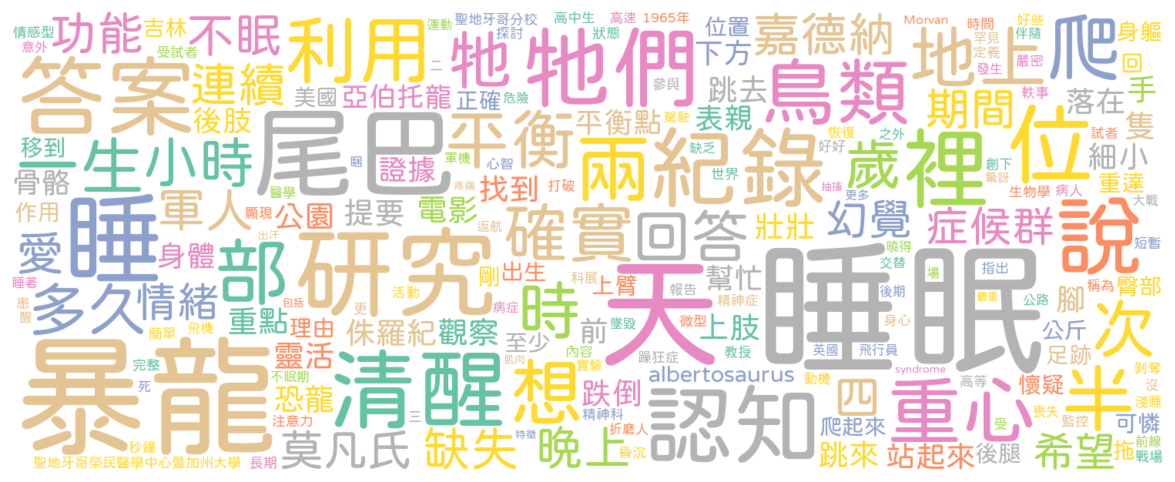 情感型 功能 吉林 不眠 利用 聖地牙哥分校 高中生 高速 1965年 位置 嘉德納 Morvan 時間 好些 身軀
意外 受試者 運動 探討 狀態 下方 罕見 伴隨 回
答案 連續 美國 亞伯托龍 二 牠 牠們 參與 跳去 鳥類 地上 定義 嚴密 爬 手
後肢 正確 危險 表親 期間 發生 軼事 落在 隻
移到 一生 小時 尾巴 平衡 平衡點 駕駛 恢復 之外 位 試者 細小
骨骼 睏 證據 軍機 心智 兩 紀錄 缺乏 好好 歲 裡 創下 重達
作用 睡 軍人 醫學 疼痛 找到 打破 世界 抽搐 更多 生物學 驚訝 病人 大戰
愛 顯現 公園 提要 電影 返航 確實 回答 壯壯 幻覺 症候群 說 短暫
出汗 身體 部 研究 剛 出生 科展 上臂 天 幫忙 睡眠 曉得 交替 場 指出 稱為 臀部
睡著 患 醒 多久 情緒 活動 病症 報告 精神症 後期 體重 公路
簡單 飛機 重點 理由 包括 更 侏羅紀 觀察 至少 前 時 墜毀 微型 上肢 身心 腳 公斤 次
暴龍 完整 靈活 內容 教授 英國 飛行員 足跡
死 不眠期 恐龍 清醒 肌肉 想 實驗 跌倒 躁狂症 albertosaurus 動機 syndrome 高等 懷疑 半 剝奪 沒
注意力 三 精神科 認知 四 重心 受 喪失 淺睡
秒鐘 莫凡氏 缺失 特徵 晚上 折磨人 爬起來 監控 可憐
聖地牙哥榮民醫學中心暨加州大學 長期 昏沉 跳來 站起來 後腿 希望 拖 前線 戰場